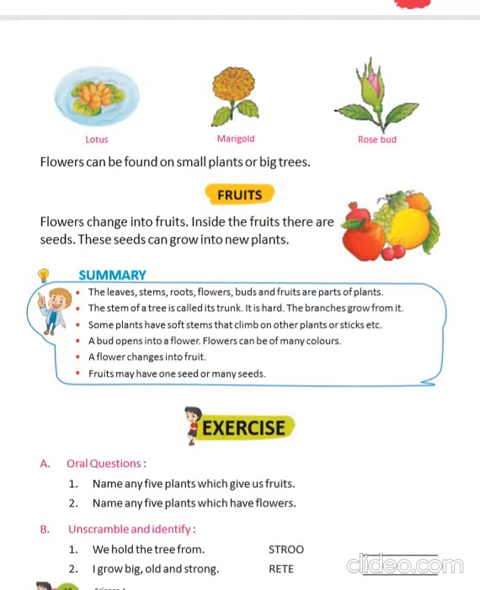 Lotus
Marigold
Rose bud
Flowers can be found on small plants or big trees.
FRUITS
Flowers change into fruits. Inside the fruits there are
seeds. These seeds can grow into new plants.
SUMMARY
• The leaves, stems, roots, flowers, buds and fruits are parts of plants.
• The stem of a tree is called its trunk. It is hard. The branches grow from it.
• Some plants have soft stems that climb on other plants or sticks etc.
• A bud opens into a flower. Flowers can be of many colours.
• A flower changes into fruit.
• Fruits may have one seed or many seeds.
EXERCISE
A. Oral Questions :
1. Name any five plants which give us fruits.
2. Name any five plants which have flowers.
B. Unscramble and identify :
1. We hold the tree from. STROO
2. I grow big, old and strong. RETE
clideo.com